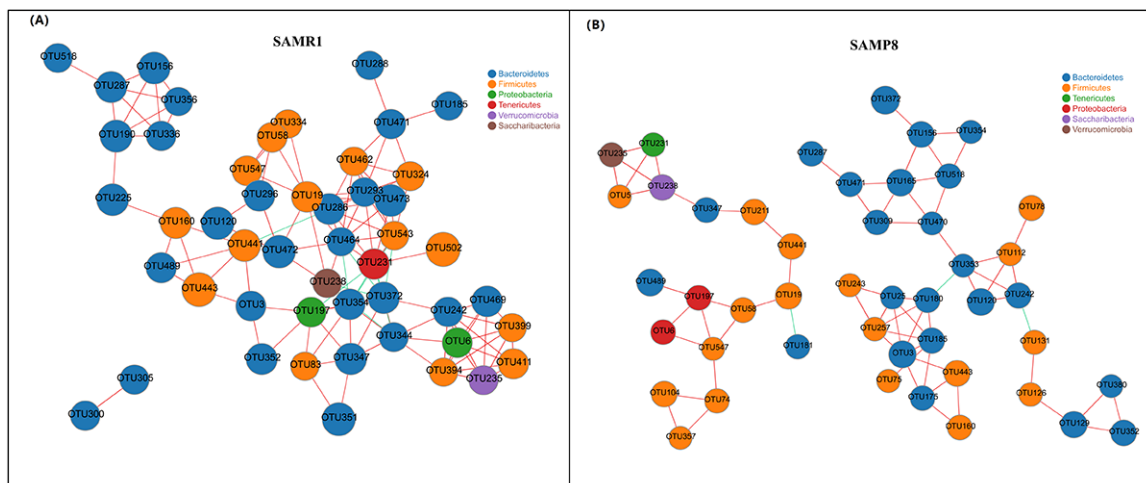 (A)
SAMR1
OTU518
OTU156
OTU287
OTU356
OTU190
OTU336
OTU225
OTU288
OTU185
OTU471
OTU334
OTU58
OTU547
OTU462
OTU324
OTU296
OTU19
OTU293
OTU473
OTU286
OTU160
OTU120
OTU441
OTU464
OTU543
OTU502
OTU472
OTU231
OTU489
OTU443
OTU238
OTU3
OTU197
OTU354
OTU372
OTU242
OTU469
OTU399
OTU352
OTU347
OTU344
OTU6
OTU411
OTU83
OTU394
OTU235
OTU305
OTU300
OTU351
Bacteroidetes
Firmicutes
Proteobacteria
Tenericutes
Verrucomicrobia
Saccharibacteria
(B)
SAMP8
OTU372
OTU156
OTU354
OTU287
OTU471
OTU165
OTU518
OTU309
OTU470
OTU231
OTU235
OTU238
OTU5
OTU347
OTU211
OTU441
OTU78
OTU112
OTU353
OTU120
OTU242
OTU489
OTU197
OTU19
OTU58
OTU6
OTU547
OTU181
OTU243
OTU25
OTU180
OTU257
OTU185
OTU3
OTU131
OTU75
OTU443
OTU175
OTU126
OTU380
OTU104
OTU74
OTU357
OTU160
OTU129
OTU352
Bacteroidetes
Firmicutes
Tenericutes
Proteobacteria
Saccharibacteria
Verrucomicrobia